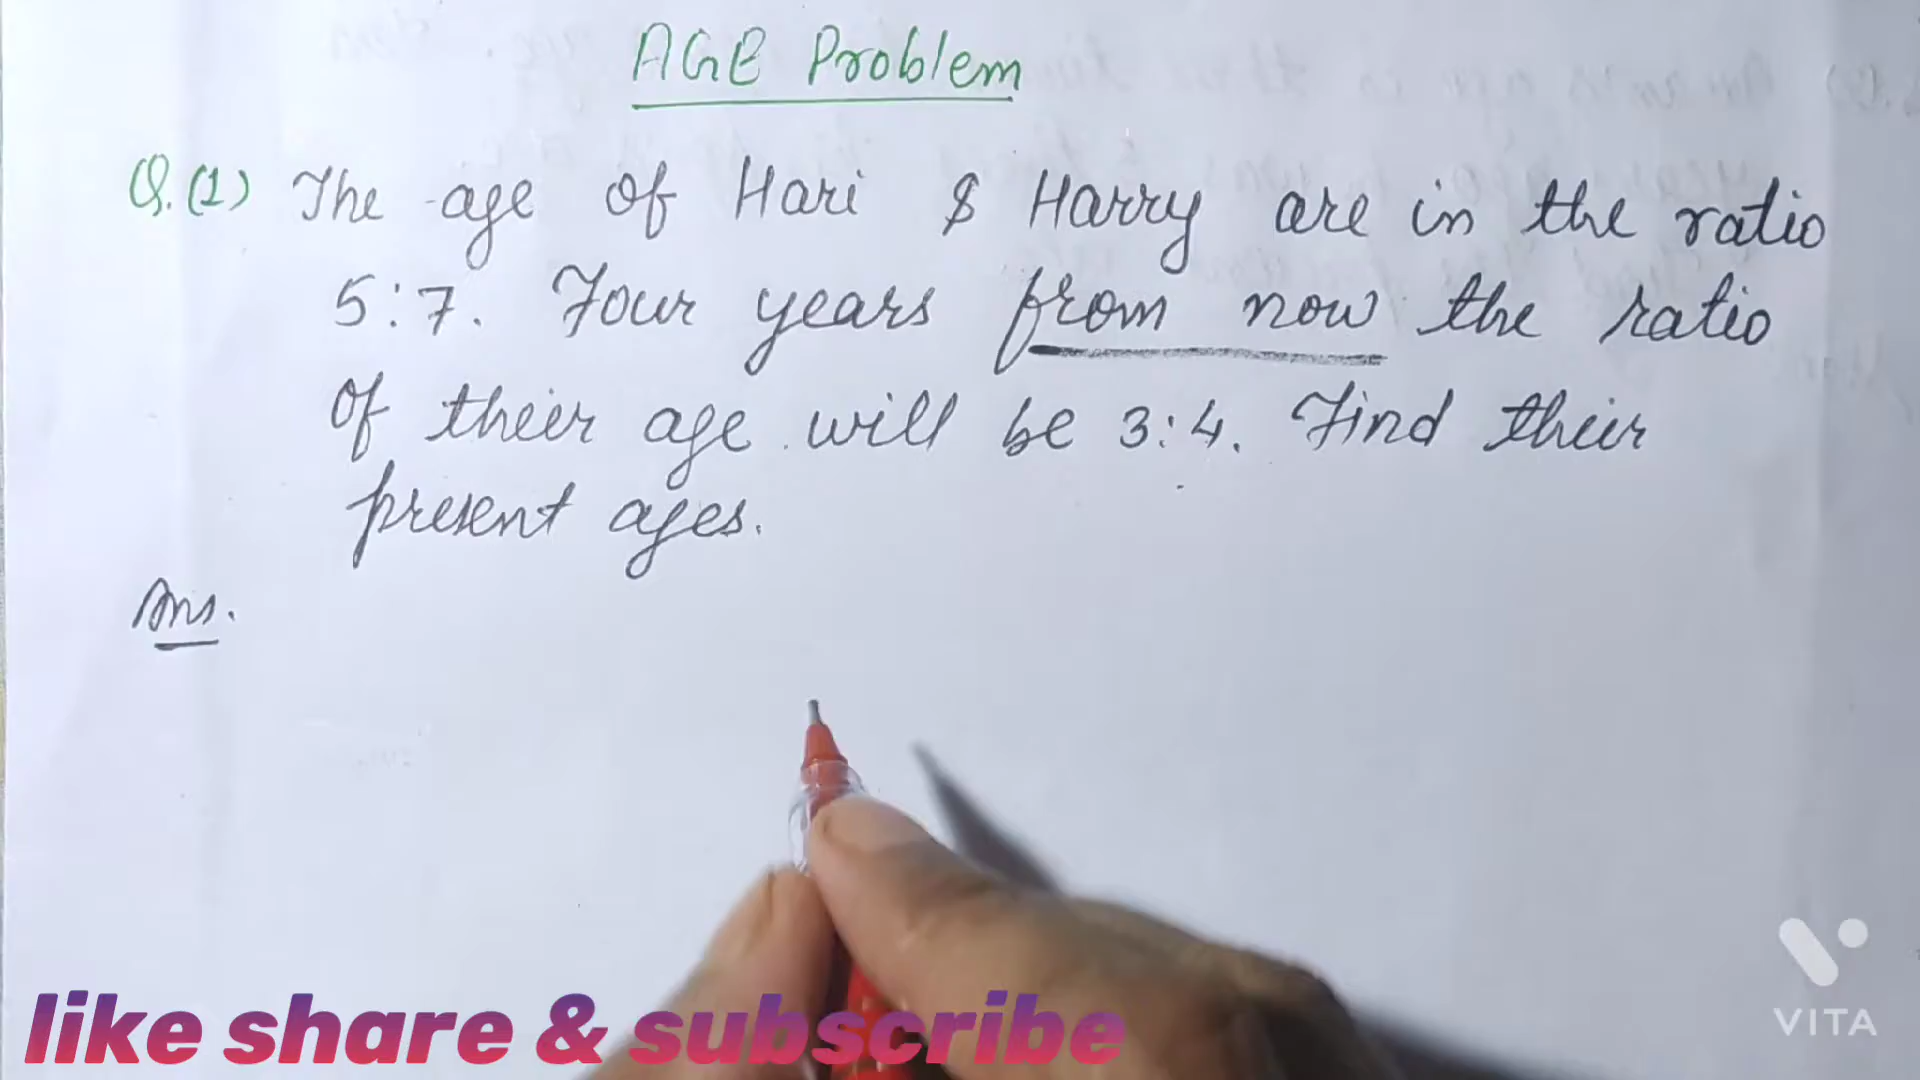 AGE Problem
Q.(1) The age of Hari & Harry are in the ratio
5:7. Four years from now the ratio
of their age will be 3:4. Find their
present ages.
Ans.
like share & subscribe
VITA